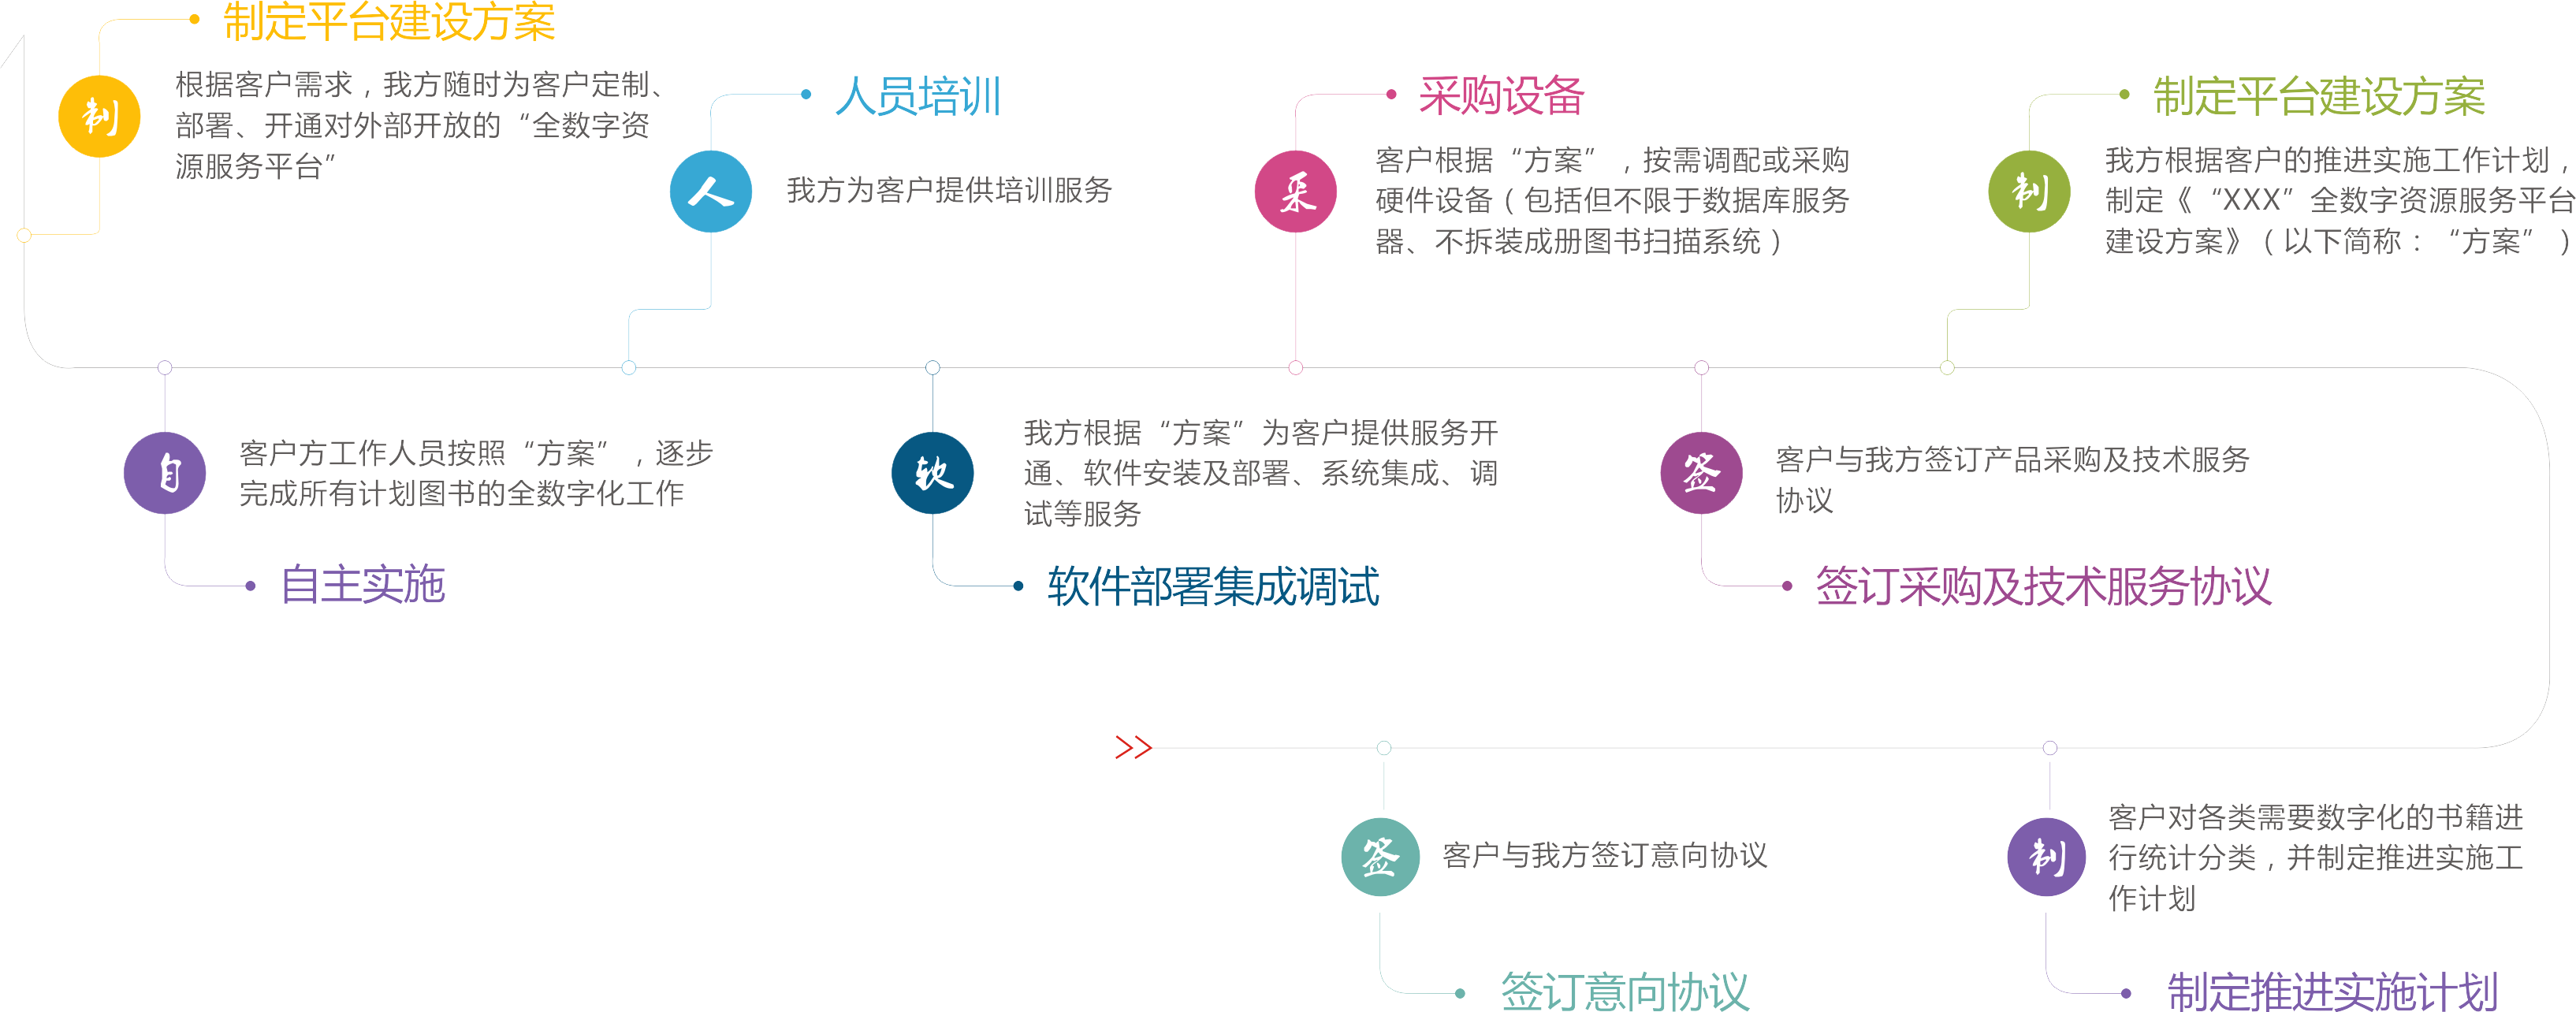 制定平台建设方案
制
根据客户需求，我方随时为客户定制、
部署、开通对外部开放的“全数字资
源服务平台”
人员培训
人
我方为客户提供培训服务
采购设备
采
客户根据“方案”，按需调配或采购
硬件设备（包括但不限于数据库服务
器、不拆装成册图书扫描系统）
制定平台建设方案
制
我方根据客户的推进实施工作计划，
制定《“XXX”全数字资源服务平台
建设方案》（以下简称：“方案”）
自
客户方工作人员按照“方案”，逐步
完成所有计划图书的全数字化工作
自主实施
软
我方根据“方案”为客户提供服务开
通、软件安装及部署、系统集成、调
试等服务
软件部署集成调试
签
客户与我方签订产品采购及技术服务
协议
签订采购及技术服务协议
签
客户与我方签订意向协议
签订意向协议
制
客户对各类需要数字化的书籍进
行统计分类，并制定推进实施工
作计划
制定推进实施计划